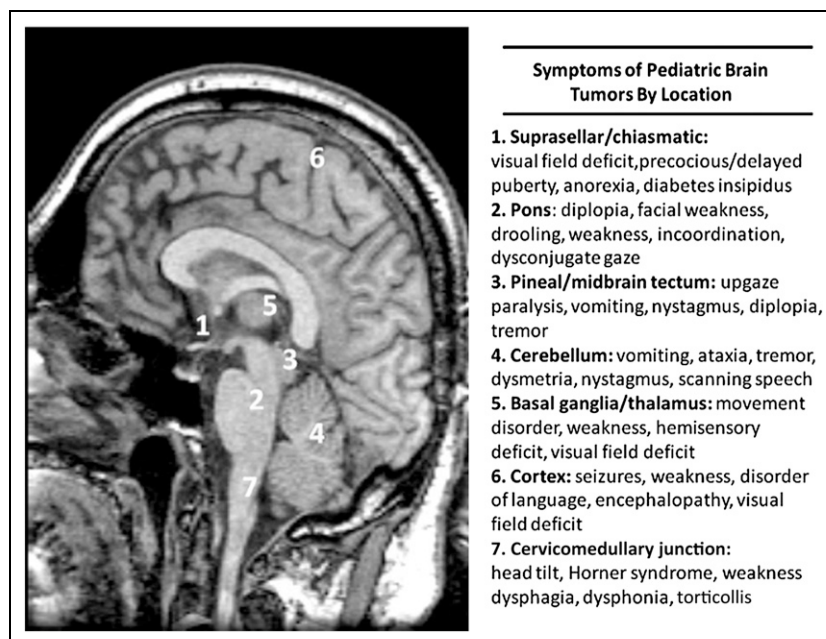 Symptoms of Pediatric Brain
Tumors By Location
1. Suprasellar/chiasmatic:
visual field deficit,precocious/delayed
puberty, anorexia, diabetes insipidus
2. Pons: diplopia, facial weakness,
drooling, weakness, incoordination,
dysconjugate gaze
3. Pineal/midbrain tectum: upgaze
paralysis, vomiting, nystagmus, diplopia,
tremor
4. Cerebellum: vomiting, ataxia, tremor,
dysmetria, nystagmus, scanning speech
5. Basal ganglia/thalamus: movement
disorder, weakness, hemisensory
deficit, visual field deficit
6. Cortex: seizures, weakness, disorder
of language, encephalopathy, visual
field deficit
7. Cervicomedullary junction:
head tilt, Horner syndrome, weakness
dysphagia, dysphonia, torticollis
6
5
1
3
2
4
7